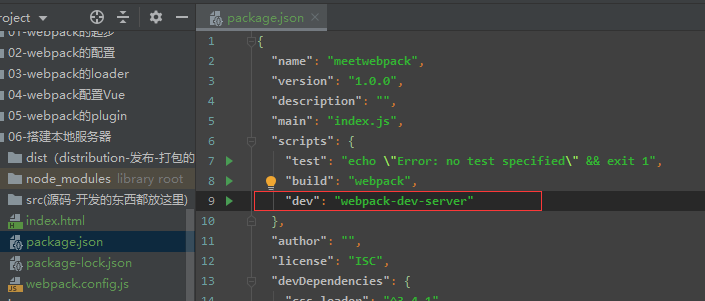 roject
package.json
01-webpack的起步
02-webpack的配置
03-webpack的loader
04-webpack配置Vue
05-webpack的plugin
06-搭建本地服务器
dist（distribution-发布-打包的
node_modules library root
src(源码-开发的东西都放这里)
index.html
package.json
package-lock.json
webpack.config.js
1 {
2 "name": "meetwebpack",
3 "version": "1.0.0",
4 "description": "",
5 "main": "index.js",
6 "scripts": {
7 "test": "echo \"Error: no test specified\" && exit 1",
8 "build": "webpack",
9 "dev": "webpack-dev-server"
10 },
11 "author": "",
12 "license": "ISC",
13 "devDependencies": {
14 "css-loader": "^3.4.1"